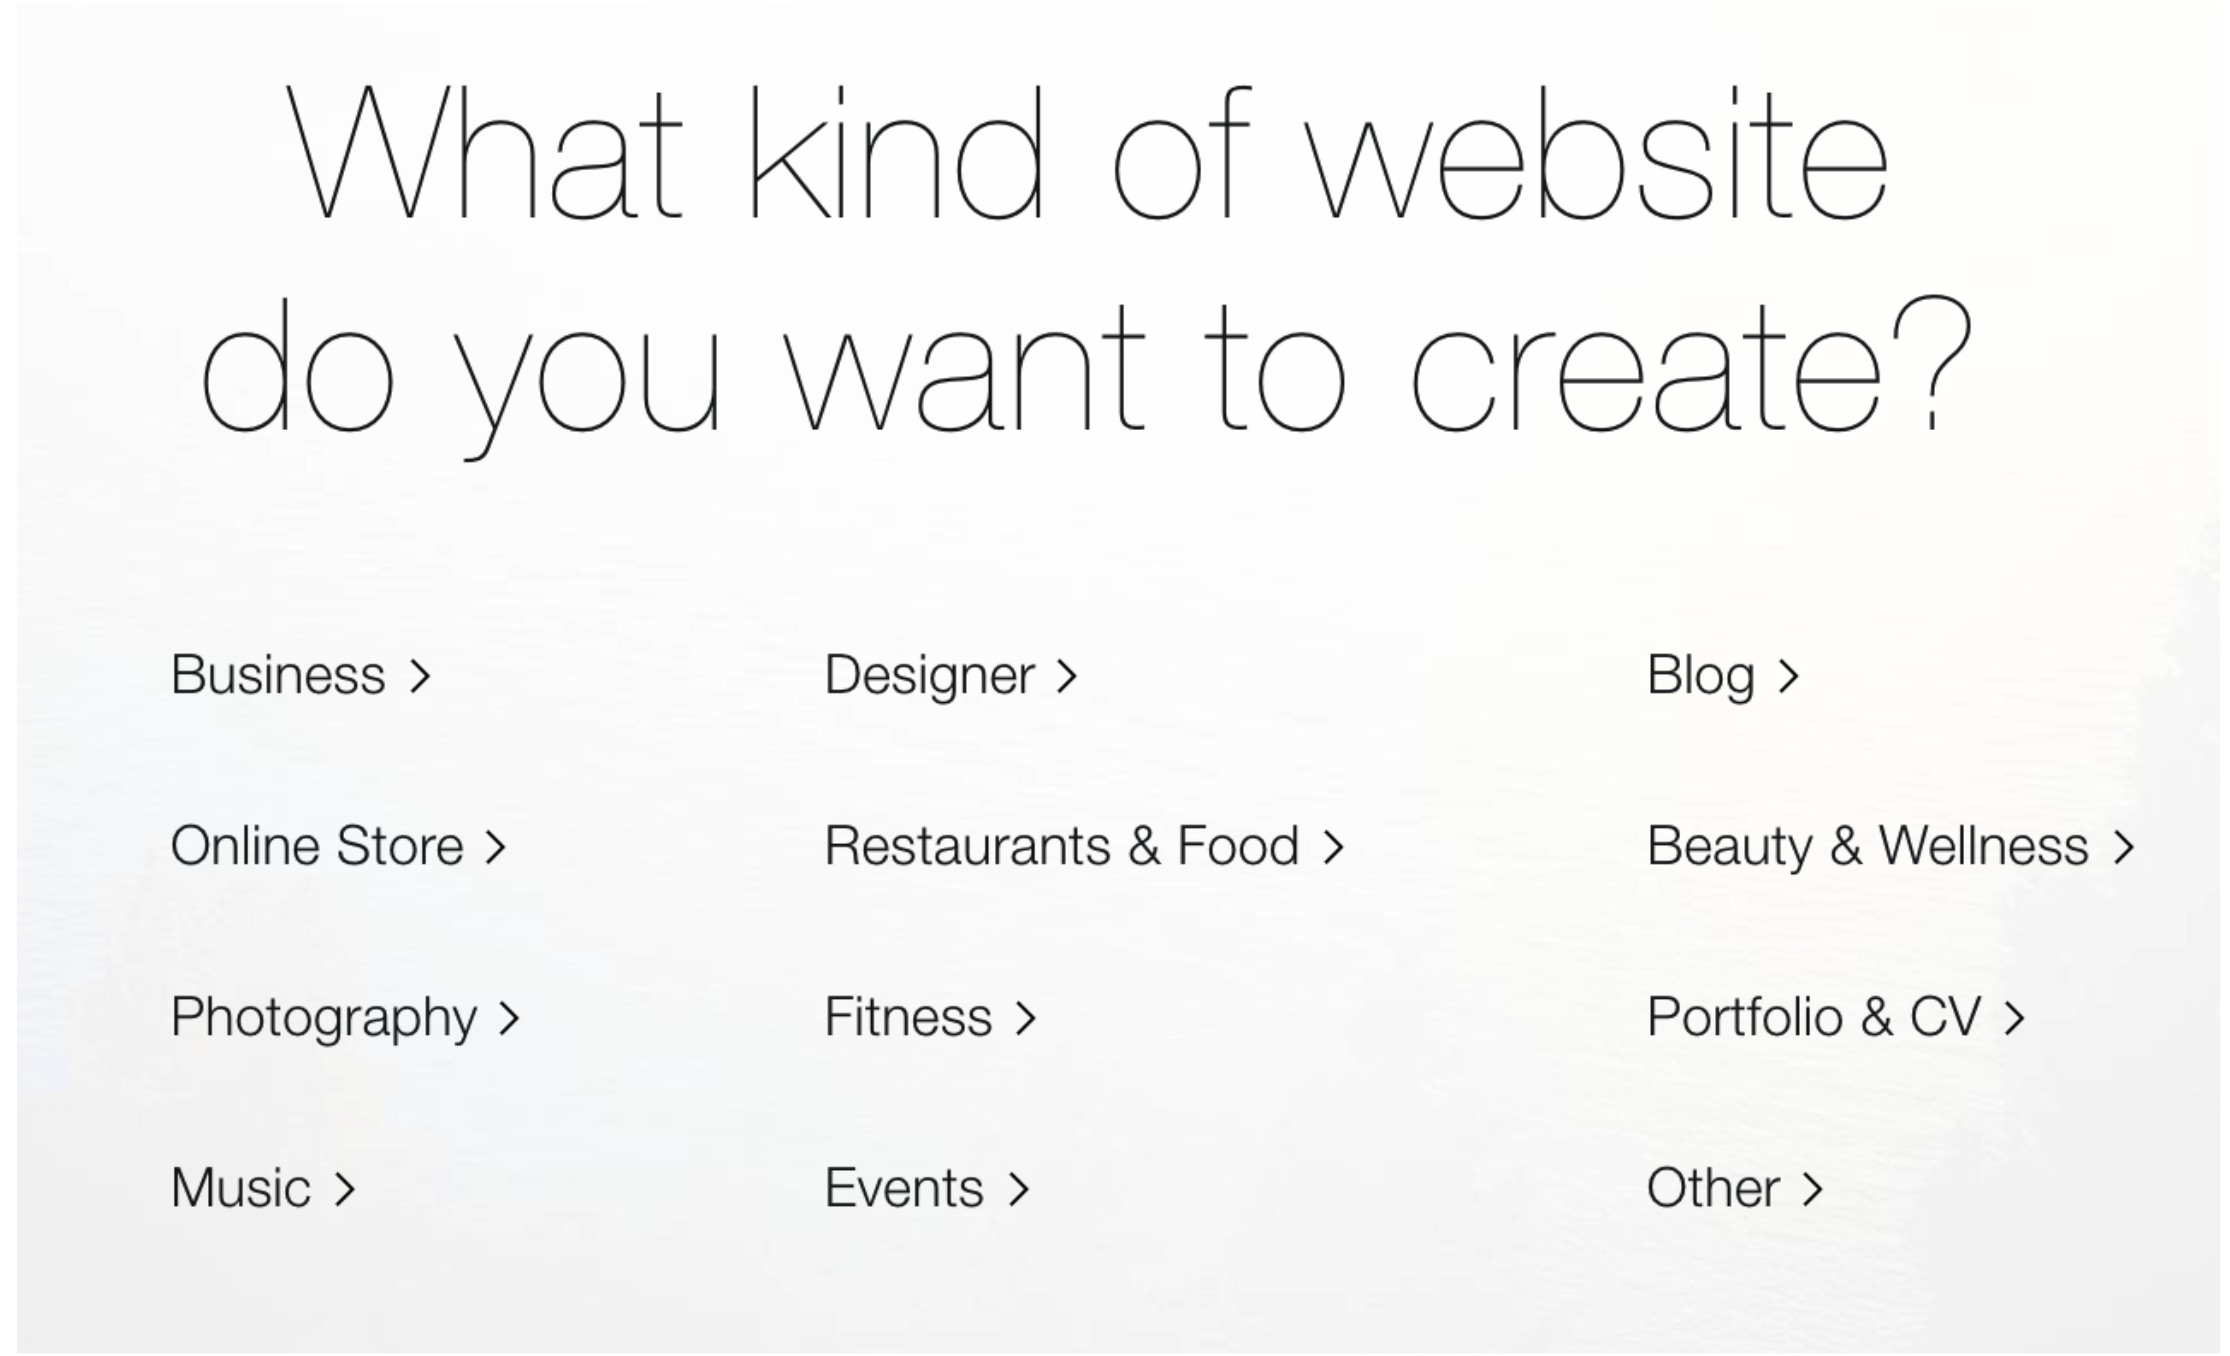 What kind of website
do you want to create?
Business >
Designer >
Blog >
Online Store >
Restaurants & Food >
Beauty & Wellness >
Photography >
Fitness >
Portfolio & CV >
Music >
Events >
Other >